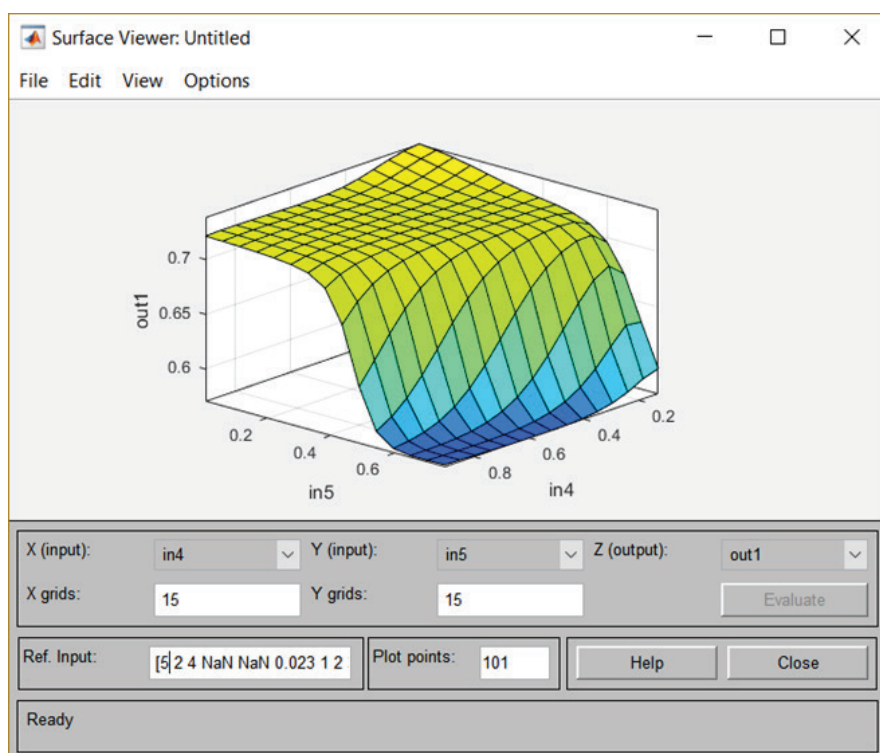 Surface Viewer: Untitled
File Edit View Options
0.7
0.65
0.6
out1
0.2
0.4
0.6
in5
0.8
0.6
0.4
0.2
in4
X (input): in4 Y (input): in5 Z (output): out1
X grids: 15 Y grids: 15 Evaluate
Ref. Input: [5 2 4 NaN NaN 0.023 1 2 Plot points: 101 Help Close
Ready